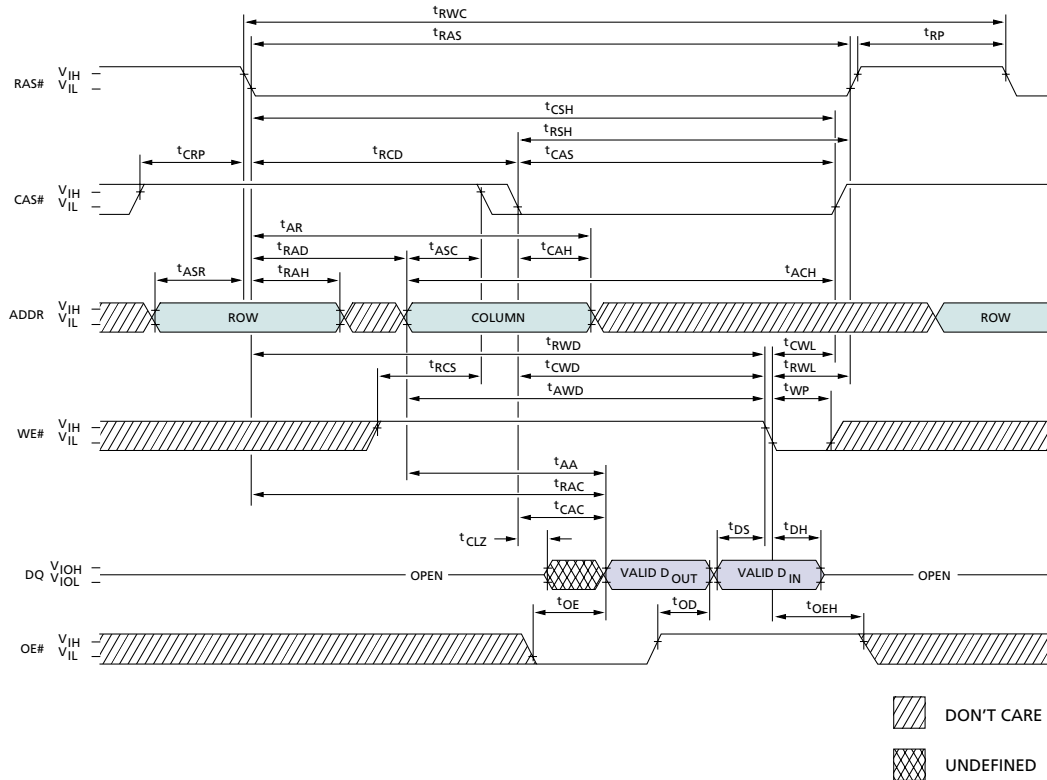 tRWC
tRAS
tRP
RAS# VIH
VIL
tCSH
tRSH
tCRP
tRCD
tCAS
CAS# VIH
VIL
tAR
tRAD
tASC
tCAH
tASR
tRAH
tACH
ADDR VIH
VIL
ROW
COLUMN
ROW
tRWD
tCWL
tRCS
tCWD
tRWL
tAWD
tWP
WE# VIH
VIL
tAA
tRAC
tCAC
tCLZ
tDS
tDH
DQ VIOH
VIOL
OPEN
VALID DOUT
VALID DIN
OPEN
tOE
tOD
tOEH
OE# VIH
VIL
DON'T CARE
UNDEFINED